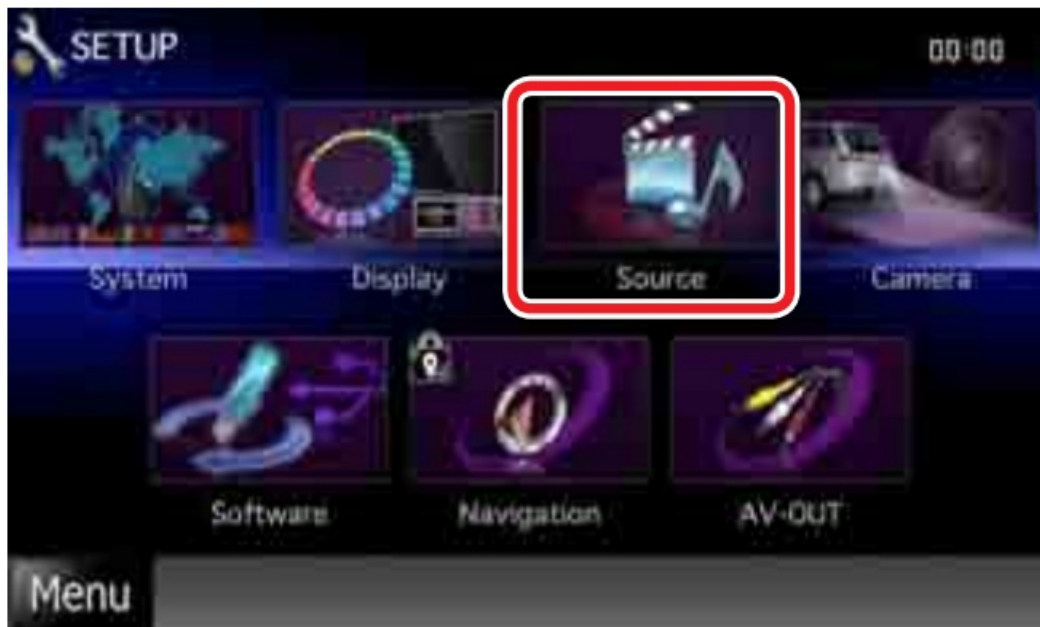 SETUP
00:00
System
Display
Source
Camera
Software
Navigation
AV-OUT
Menu